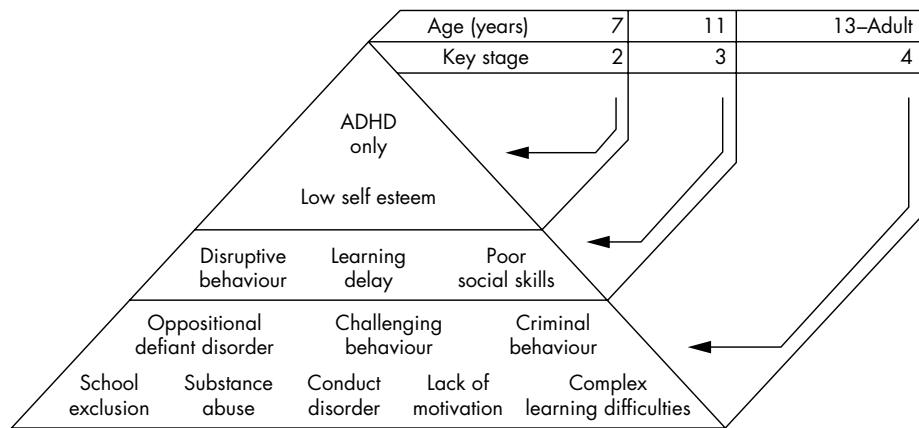 Age (years) 7 11 13–Adult
Key stage 2 3 4
ADHD
only
Low self esteem
Disruptive
behaviour
Learning
delay
Poor
social skills
Oppositional
defiant disorder
Challenging
behaviour
Criminal
behaviour
School
exclusion
Substance
abuse
Conduct
disorder
Lack of
motivation
Complex
learning difficulties